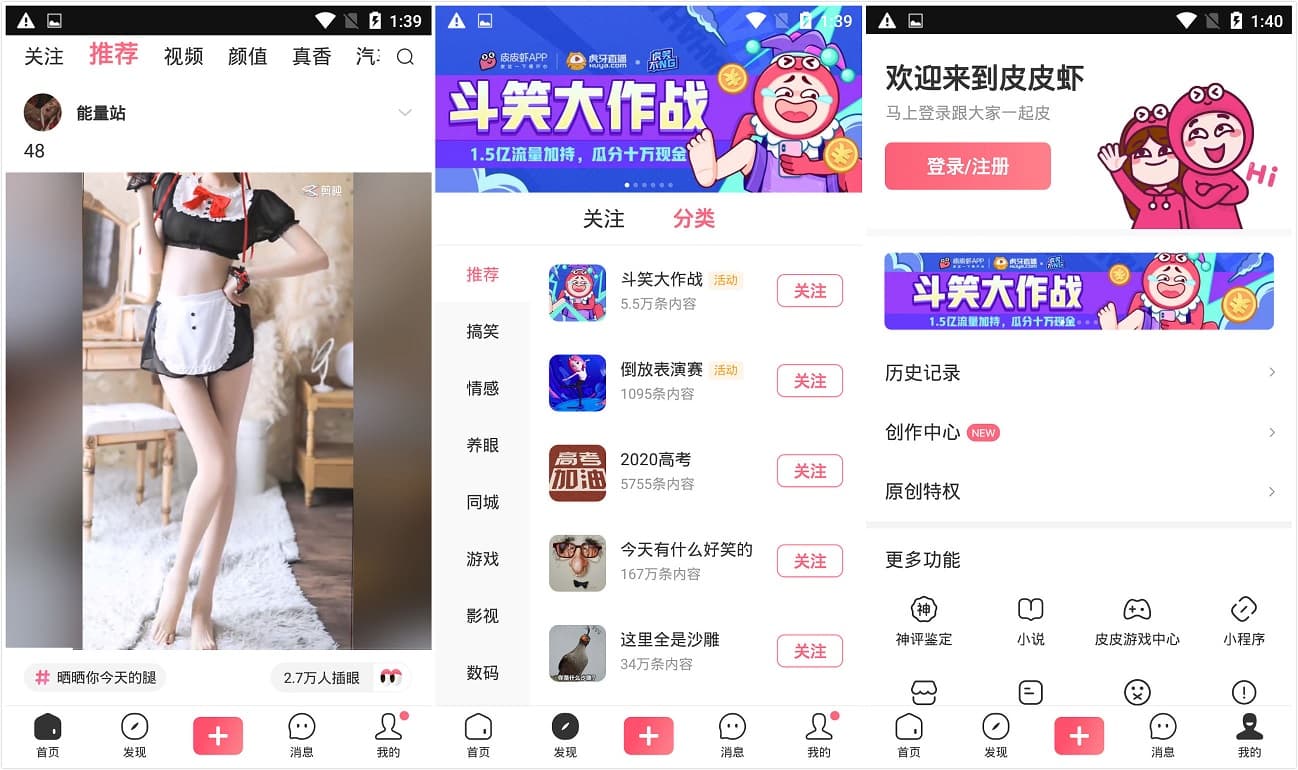 1:39
关注 推荐 视频 颜值 真香
能量站
48
剪映
# 晒晒你今天的腿
2.7万人插眼
首页 发现 消息 我的
1:39
皮皮虾APP 虎牙直播
HUYA.com
斗笑大作战
1.5亿流量加持，瓜分十万现金
关注 分类
推荐
搞笑
情感
养眼
同城
游戏
影视
数码
斗笑大作战 活动
5.5万条内容
关注
倒放表演赛 活动
1095条内容
关注
高考
加油
2020高考
5755条内容
关注
今天有什么好笑的
167万条内容
关注
这里全是沙雕
34万条内容
关注
首页 发现 消息 我的
1:40
欢迎来到皮皮虾
马上登录跟大家一起皮
登录/注册
Hi
皮皮虾APP 虎牙直播
斗笑大作战
1.5亿流量加持，瓜分十万现金
历史记录
创作中心 NEW
原创特权
更多功能
神
神评鉴定 小说 皮皮游戏中心 小程序
首页 发现 消息 我的